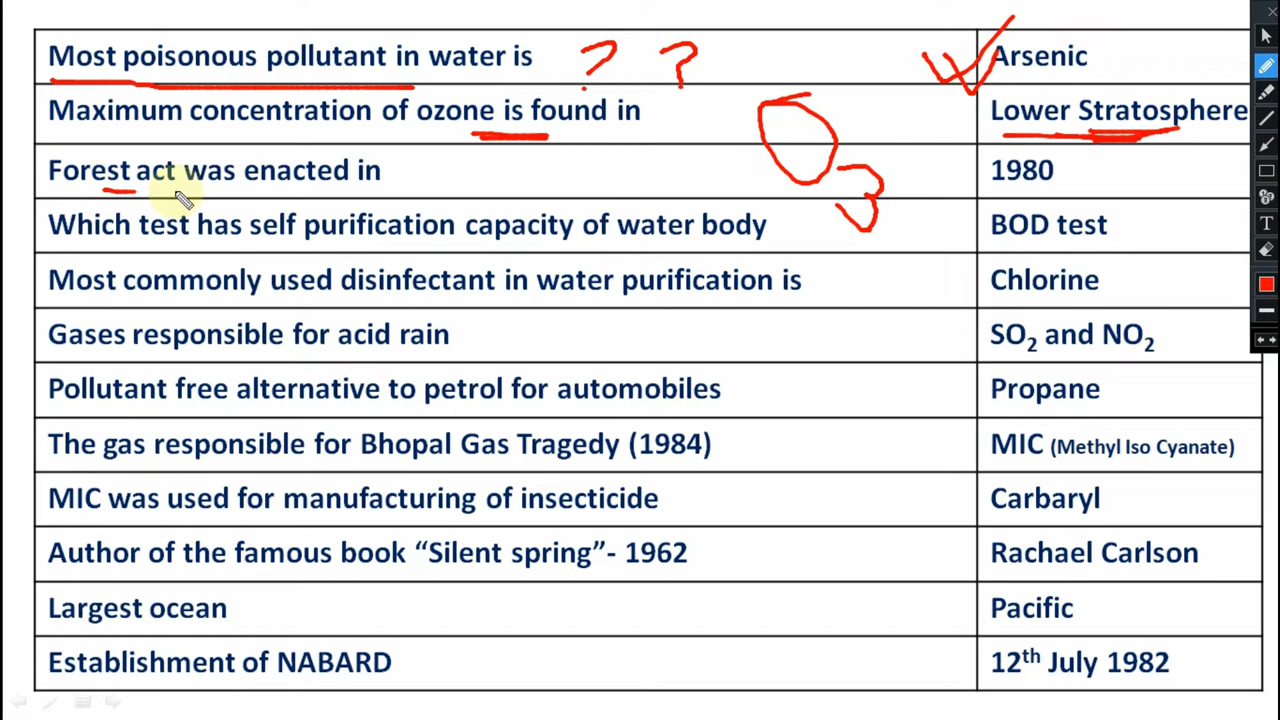 Most poisonous pollutant in water is ? ? Arsenic
Maximum concentration of ozone is found in O3 Lower Stratosphere
Forest act was enacted in 1980
Which test has self purification capacity of water body BOD test
Most commonly used disinfectant in water purification is Chlorine
Gases responsible for acid rain SO2 and NO2
Pollutant free alternative to petrol for automobiles Propane
The gas responsible for Bhopal Gas Tragedy (1984) MIC (Methyl Iso Cyanate)
MIC was used for manufacturing of insecticide Carbaryl
Author of the famous book “Silent spring”- 1962 Rachael Carlson
Largest ocean Pacific
Establishment of NABARD 12th July 1982